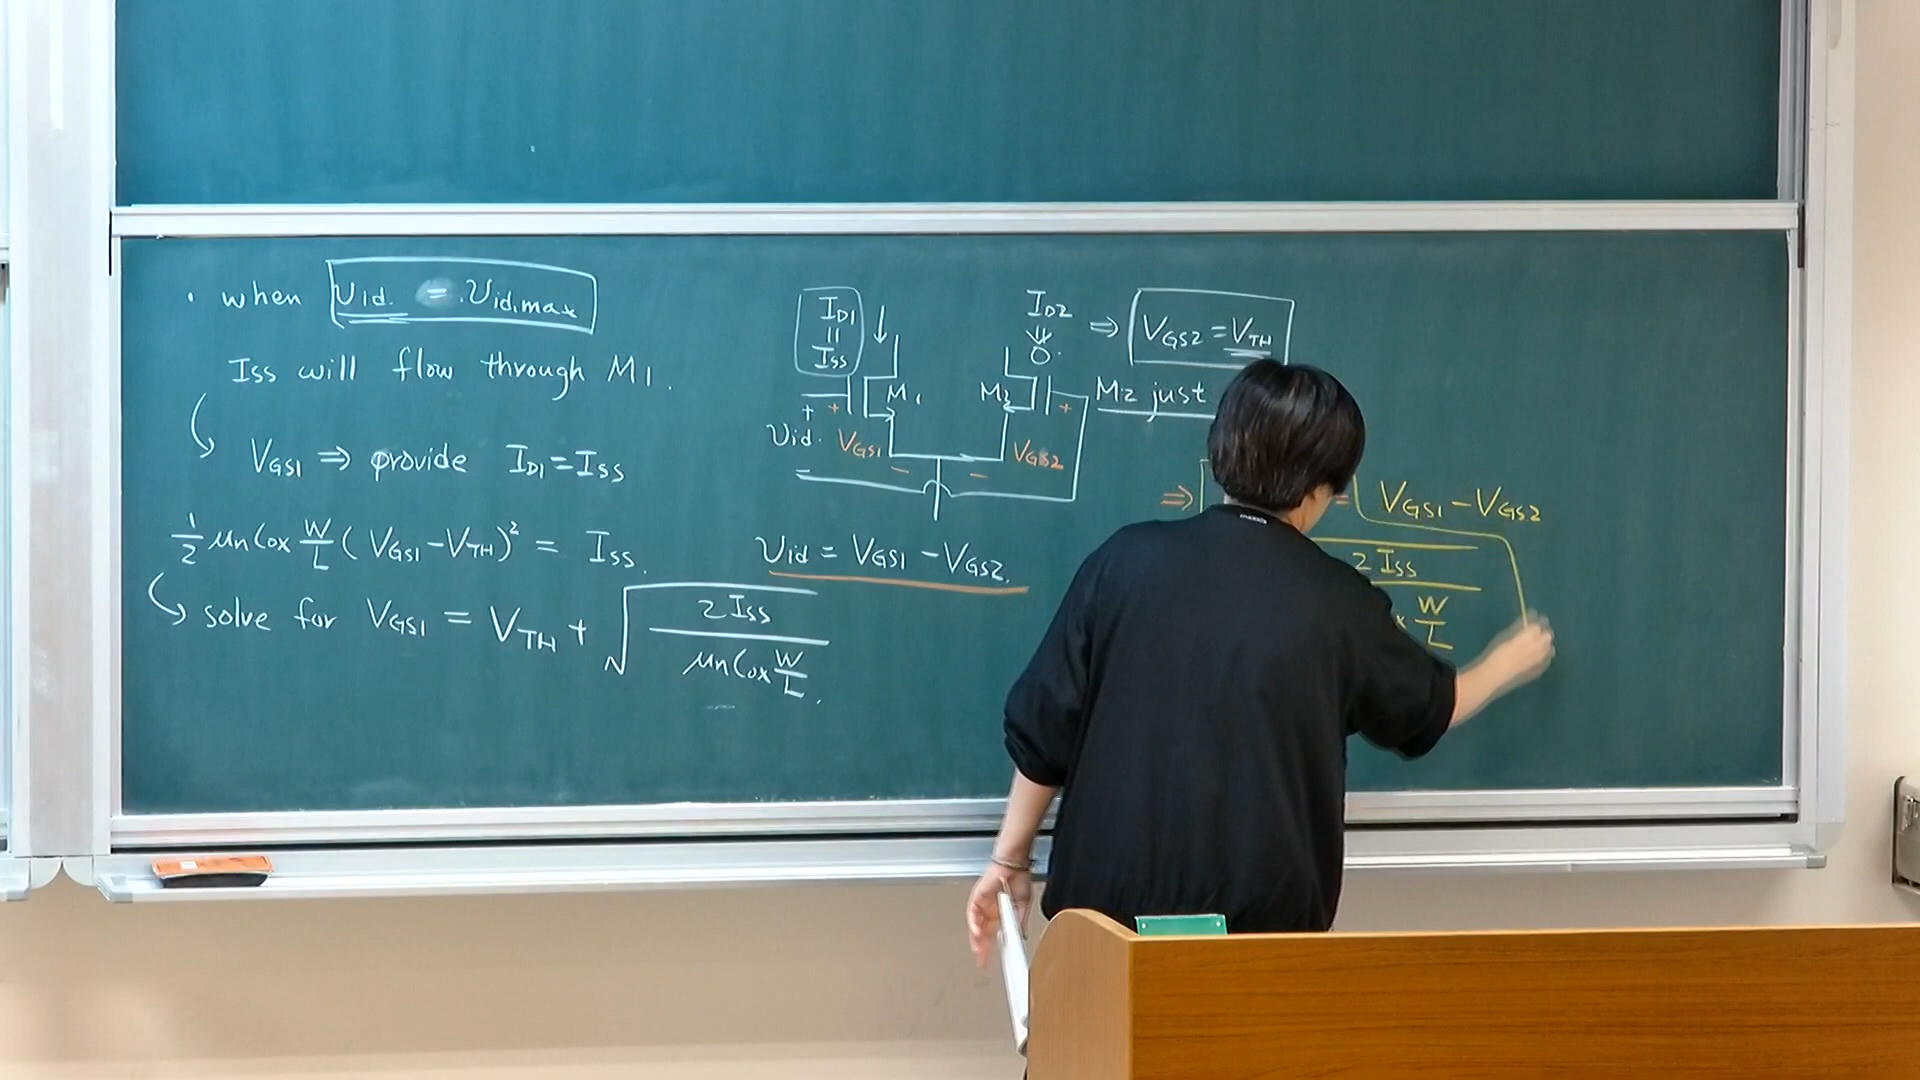 · when Vid. = Vid,max
Iss will flow through M1.
VGS1 ⇒ provide ID1 = Iss
1/2 μnCox W/L (VGS1 - VTH)² = Iss.
solve for VGS1 = VTH + √(2Iss / μnCox W/L).
ID1 = Iss ↓
M1
+ +
Vid. VGS1
-
ID2 ⇓ 0. ⇒ VGS2 = VTH
M2
+
VGS2
-
M2 just
Vid = VGS1 - VGS2.
⇒ = VGS1 - VGS2
2 Iss
x W/L